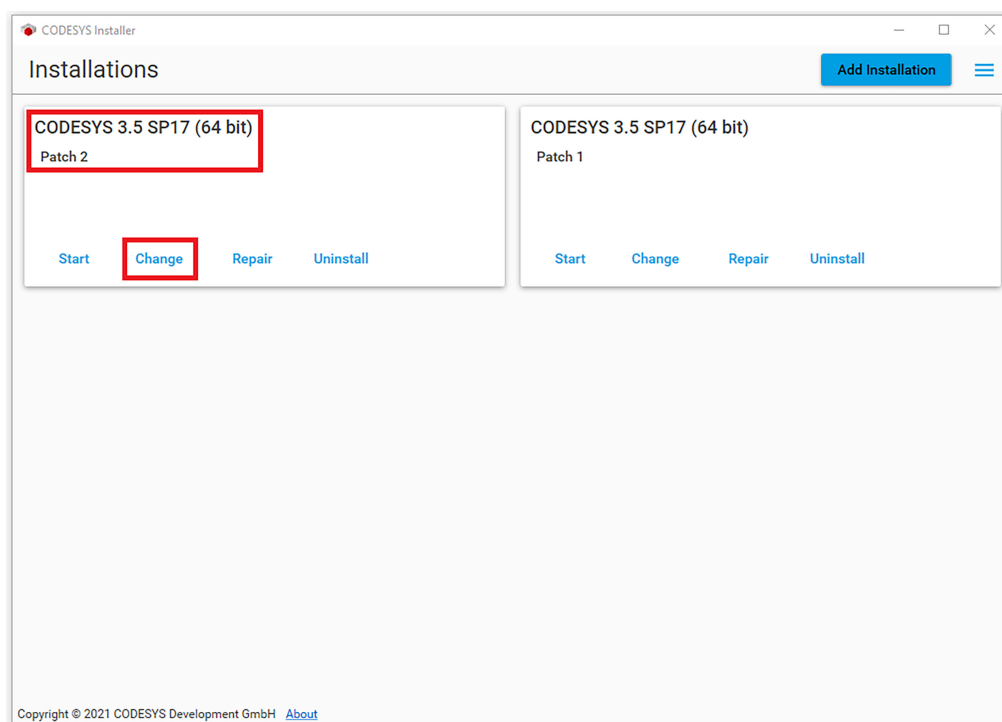 CODESYS Installer
Installations
Add Installation
CODESYS 3.5 SP17 (64 bit)
Patch 2
Start Change Repair Uninstall
CODESYS 3.5 SP17 (64 bit)
Patch 1
Start Change Repair Uninstall
Copyright © 2021 CODESYS Development GmbH About